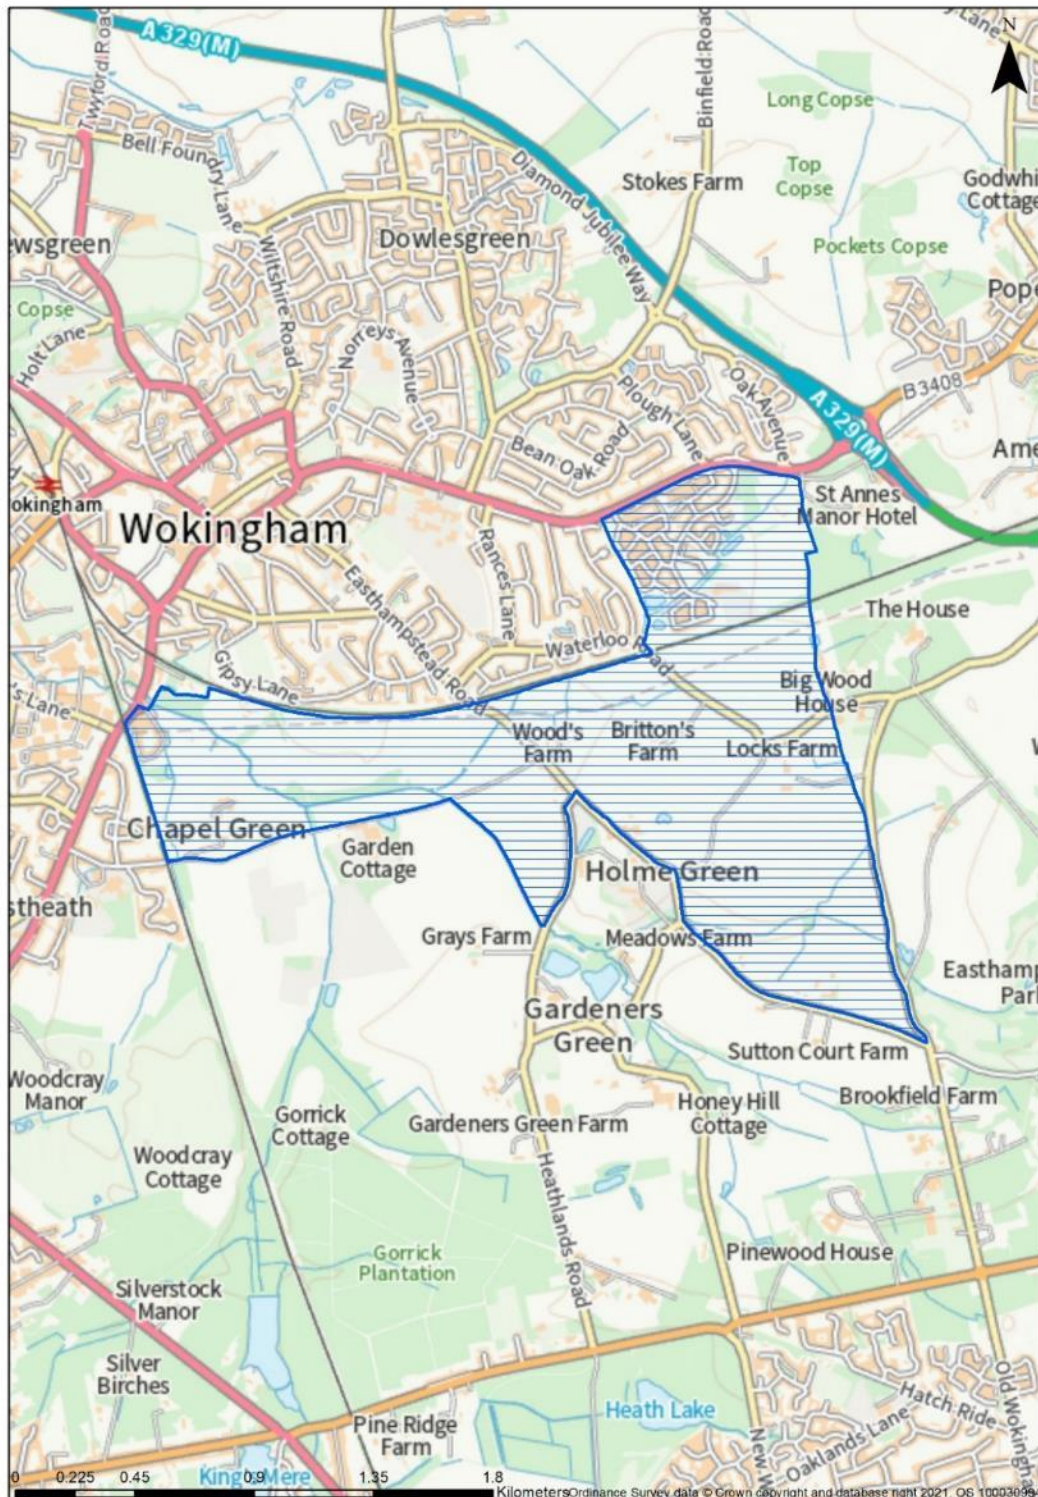 A329(M)
y Lane
N
Twyford Road
Binfield Road
Long Copse
Bell Foundry Lane
Diamond Jubilee Way
Stokes Farm
Top
Copse
Godwhi
Cottage
wsgreen
Wiltshire Road
Dowlesgreen
Pockets Copse
Pope
Copse
Holt Lane
Norreys Avenue
Plough Lane
Oak Avenue
B3408
A329(M)
Bean Oak Road
Ame
okingham
Wokingham
St Annes
Manor Hotel
Rances Lane
Easthampstead Road
The House
Waterloo Road
Gipsy Lane
's Lane
Big Wood
House
Wood's
Farm
Britton's
Farm
Locks Farm
Chapel Green
Garden
Cottage
Holme Green
stheath
Grays Farm
Meadows Farm
Easthamp
Park
Gardeners
Green
Sutton Court Farm
Woodcray
Manor
Gorrick
Cottage
Gardeners Green Farm
Honey Hill
Cottage
Brookfield Farm
Woodcray
Cottage
Heathlands Road
Gorrick
Plantation
Pinewood House
Silverstock
Manor
Silver
Birches
Heath Lake
Hatch Ride
Old Wokingha
Pine Ridge
Farm
New W
Oaklands Lane
King's Mere
0 0.225 0.45 0.9 1.35 1.8
Kilometers
Ordinance Survey data © Crown copyright and database right 2021 OS